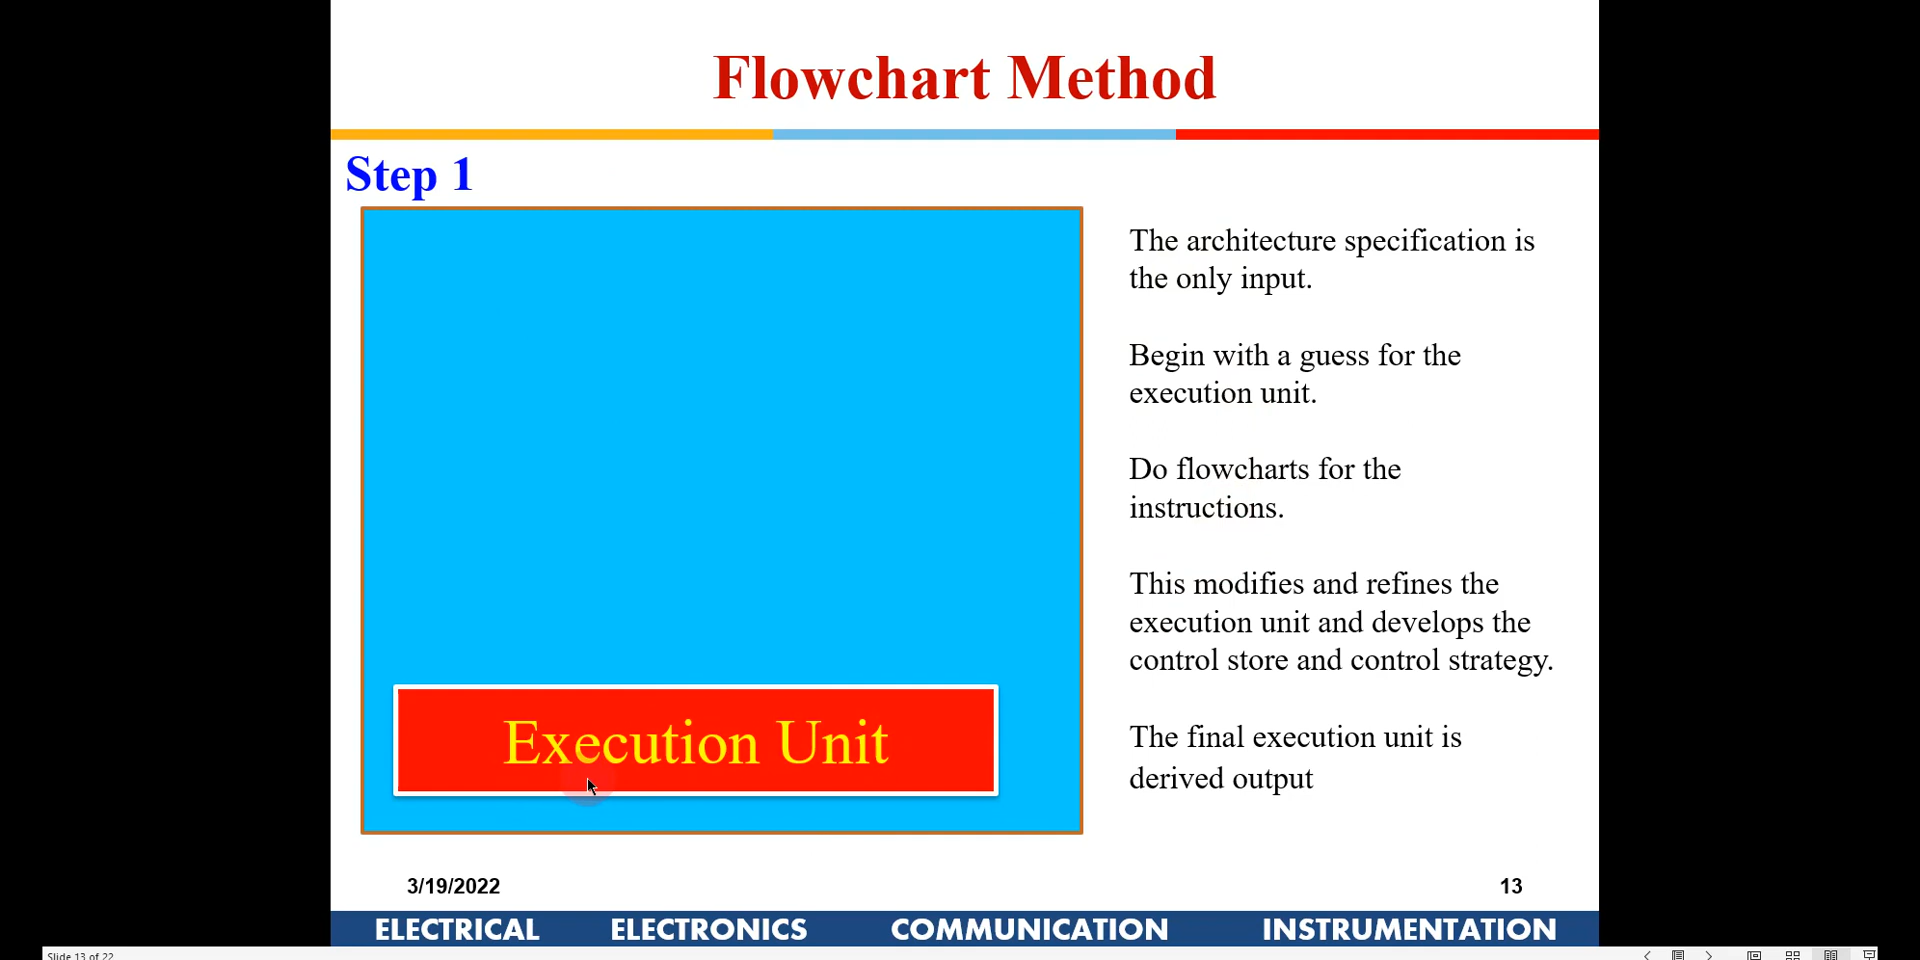 Flowchart Method
Step 1
The architecture specification is
the only input.
Begin with a guess for the
execution unit.
Do flowcharts for the
instructions.
This modifies and refines the
execution unit and develops the
control store and control strategy.
The final execution unit is
derived output
Execution Unit
3/19/2022
13
ELECTRICAL ELECTRONICS COMMUNICATION INSTRUMENTATION
Slide 13 of 22